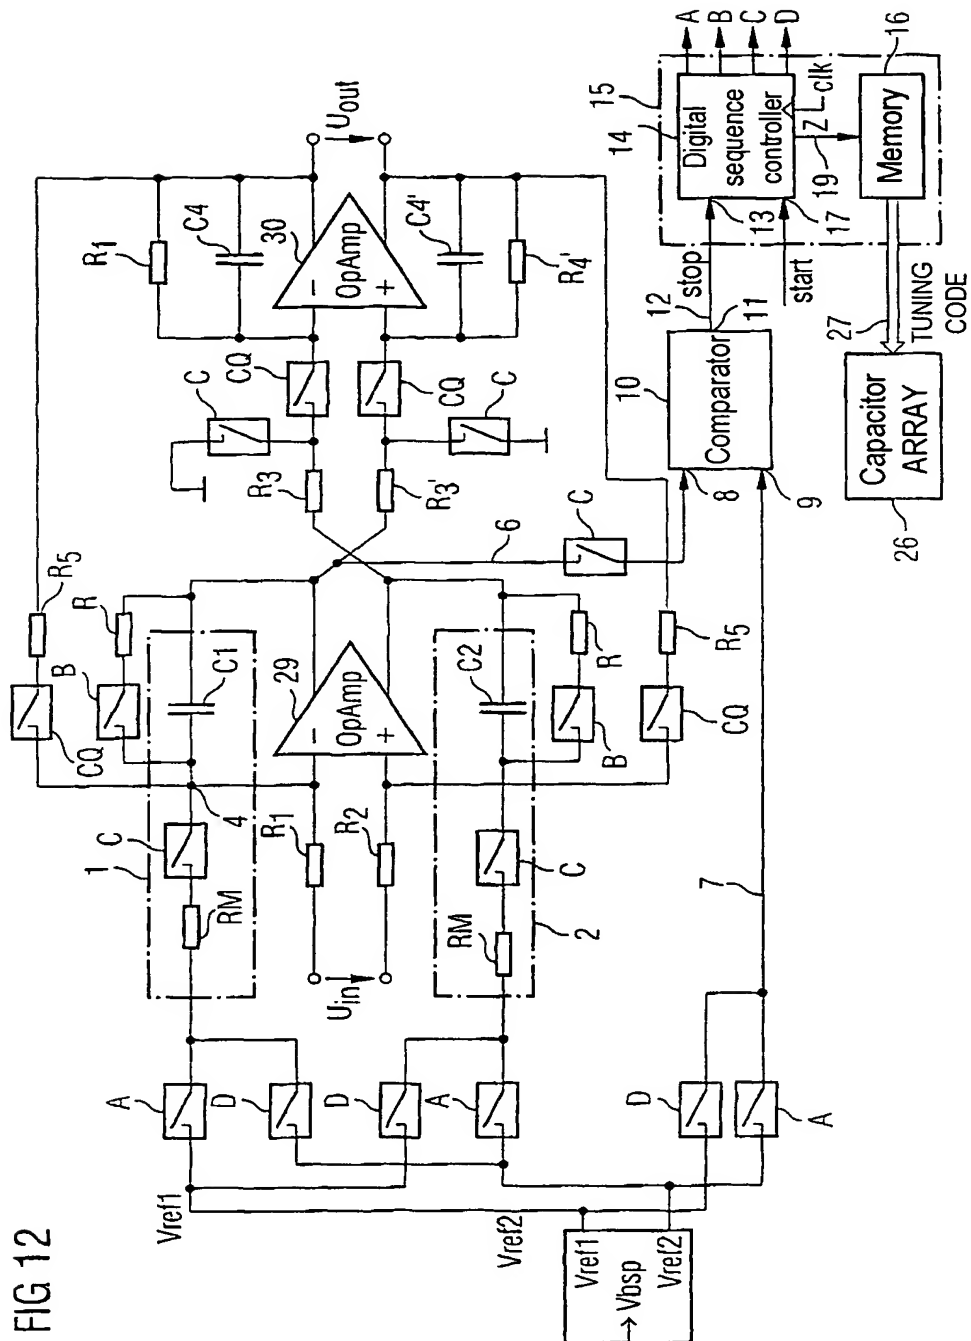 FIG 12
R1
C4
30
OpAmp
−
+
Uout
C4'
R4'
CQ
C
CQ
C
R3
R3'
R5
R
B
CQ
C1
C
1
RM
4
29
OpAmp
−
+
R1
R2
Uin
C2
C
RM
2
R
B
R5
CQ
6
C
A
D
D
A
D
A
7
Vref1
Vref2
Vref1
Vref2
→ Vbsp
8
9
10
Comparator
11
12
stop
start
13
17
14
15
Digital
sequence
controller
A
B
C
D
clk
Z
19
16
Memory
27
TUNING
CODE
Capacitor
ARRAY
26